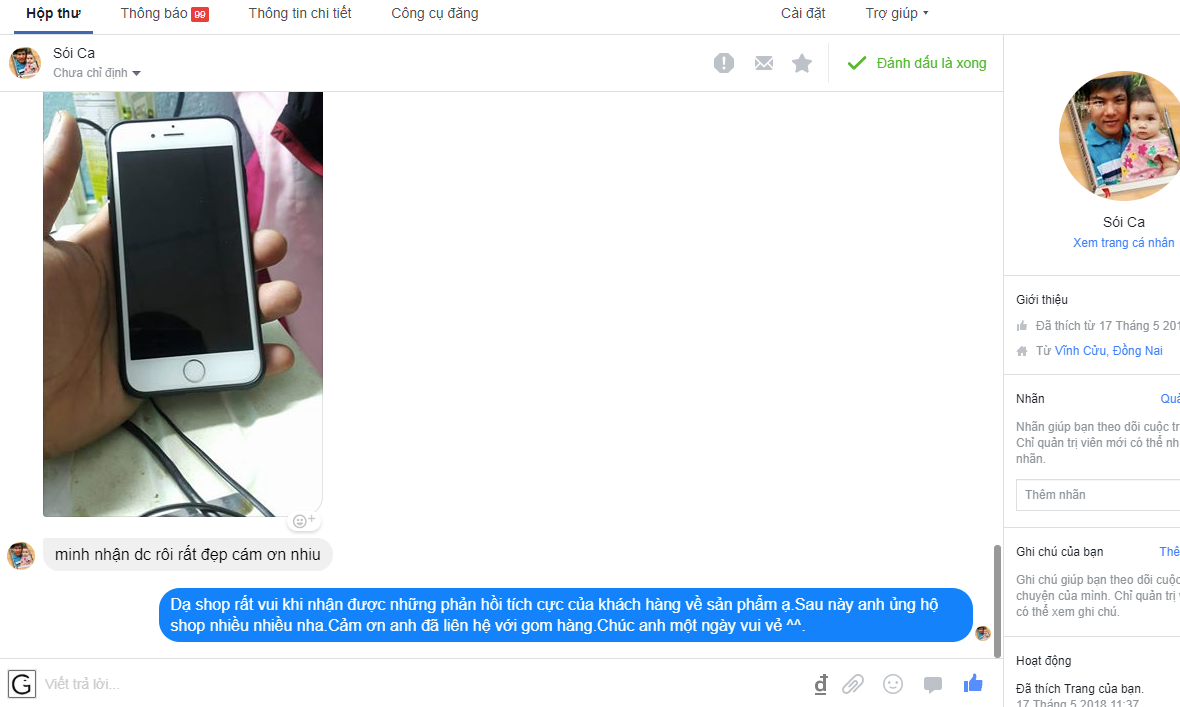 Hộp thư
Thông báo 99
Thông tin chi tiết
Công cụ đăng
Cài đặt
Trợ giúp
Sói Ca
Chưa chỉ định
Đánh dấu là xong
minh nhận dc rôi rất đẹp cám ơn nhiu
Dạ shop rất vui khi nhận được những phản hồi tích cực của khách hàng về sản phẩm ạ.Sau này anh ủng hộ
shop nhiều nhiều nha.Cảm ơn anh đã liên hệ với gom hàng.Chúc anh một ngày vui vẻ ^^.
G
Viết trả lời...
đ
Sói Ca
Xem trang cá nhân
Giới thiệu
Đã thích từ 17 Tháng 5 201
Từ Vĩnh Cửu, Đồng Nai
Nhãn
Quả
Nhãn giúp bạn theo dõi cuộc tr
Chỉ quản trị viên mới có thể nh
nhãn.
Thêm nhãn
Ghi chú của bạn
Thê
Ghi chú giúp bạn theo dõi cuộc
chuyện của mình. Chỉ quản trị v
có thể xem ghi chú.
Hoạt động
Đã thích Trang của bạn.
17 Tháng 5 2018 11:37